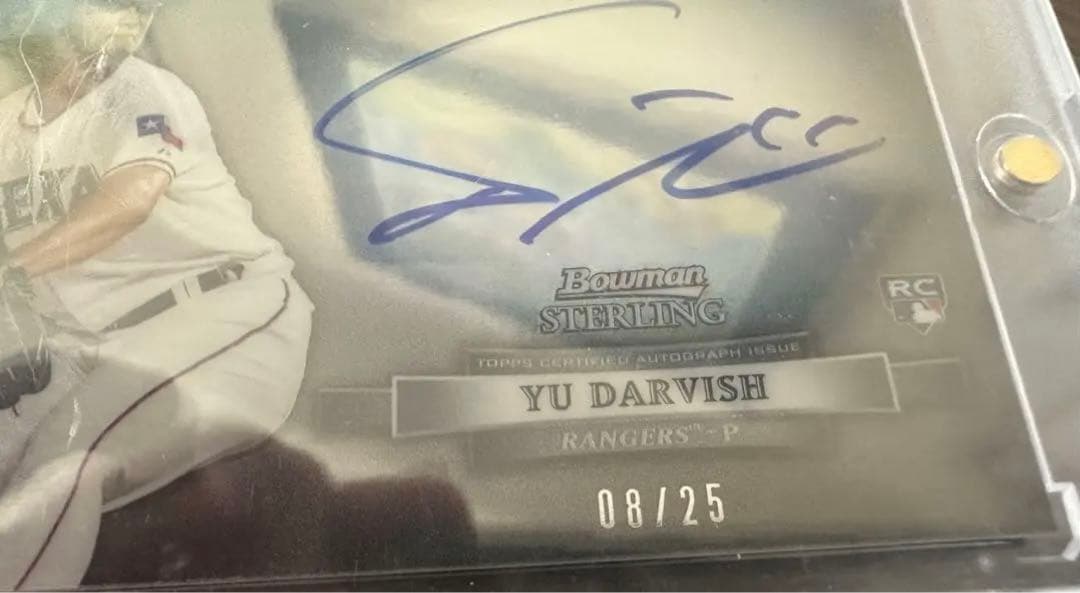 Bowman
STERLING
RC
TOPPS CERTIFIED AUTOGRAPH ISSUE
YU DARVISH
RANGERS™ - P
08/25